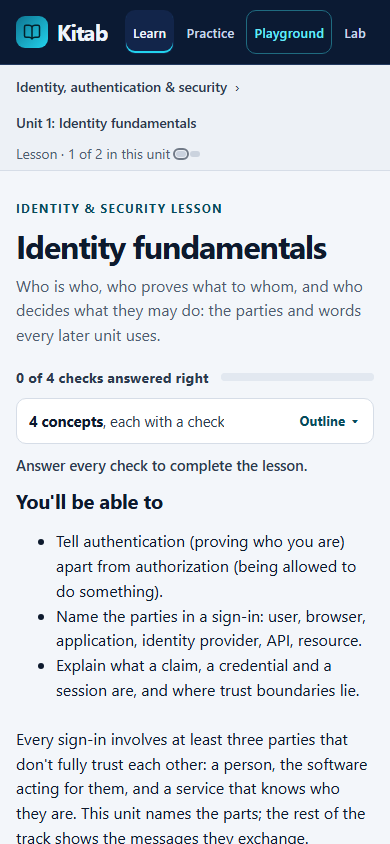 Kitab
Learn
Practice
Playground
Lab
Identity, authentication & security ›
Unit 1: Identity fundamentals
Lesson · 1 of 2 in this unit
IDENTITY & SECURITY LESSON
Identity fundamentals
Who is who, who proves what to whom, and who
decides what they may do: the parties and words
every later unit uses.
0 of 4 checks answered right
4 concepts, each with a check
Outline
Answer every check to complete the lesson.
You'll be able to
• Tell authentication (proving who you are)
apart from authorization (being allowed to
do something).
• Name the parties in a sign-in: user, browser,
application, identity provider, API, resource.
• Explain what a claim, a credential and a
session are, and where trust boundaries lie.
Every sign-in involves at least three parties that
don't fully trust each other: a person, the software
acting for them, and a service that knows who
they are. This unit names the parts; the rest of the
track shows the messages they exchange.